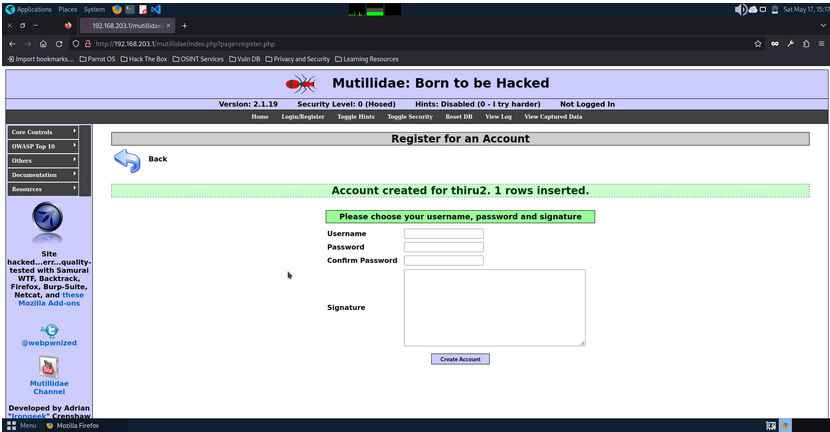 Applications Places System Sat May 17, 15:17
192.168.203.1/mutillidae/
http://192.168.203.1/mutillidae/index.php?page=register.php
Import bookmarks... Parrot OS Hack The Box OSINT Services Vuln DB Privacy and Security Learning Resources
Mutillidae: Born to be Hacked
Version: 2.1.19 Security Level: 0 (Hosed) Hints: Disabled (0 - I try harder) Not Logged In
Home Login/Register Toggle Hints Toggle Security Reset DB View Log View Captured Data
Core Controls
OWASP Top 10
Others
Documentation
Resources
Site
hacked...err...quality-
tested with Samurai
WTF, Backtrack,
Firefox, Burp-Suite,
Netcat, and these
Mozilla Add-ons
@webpwnized
Mutillidae
Channel
Developed by Adrian
"Irongeek" Crenshaw
Register for an Account
Back
Account created for thiru2. 1 rows inserted.
Please choose your username, password and signature
Username
Password
Confirm Password
Signature
Create Account
Menu Mozilla Firefox